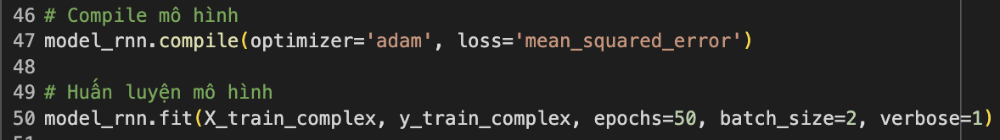 46 # Compile mô hình
47 model_rnn.compile(optimizer='adam', loss='mean_squared_error')
48
49 # Huấn luyện mô hình
50 model_rnn.fit(X_train_complex, y_train_complex, epochs=50, batch_size=2, verbose=1)